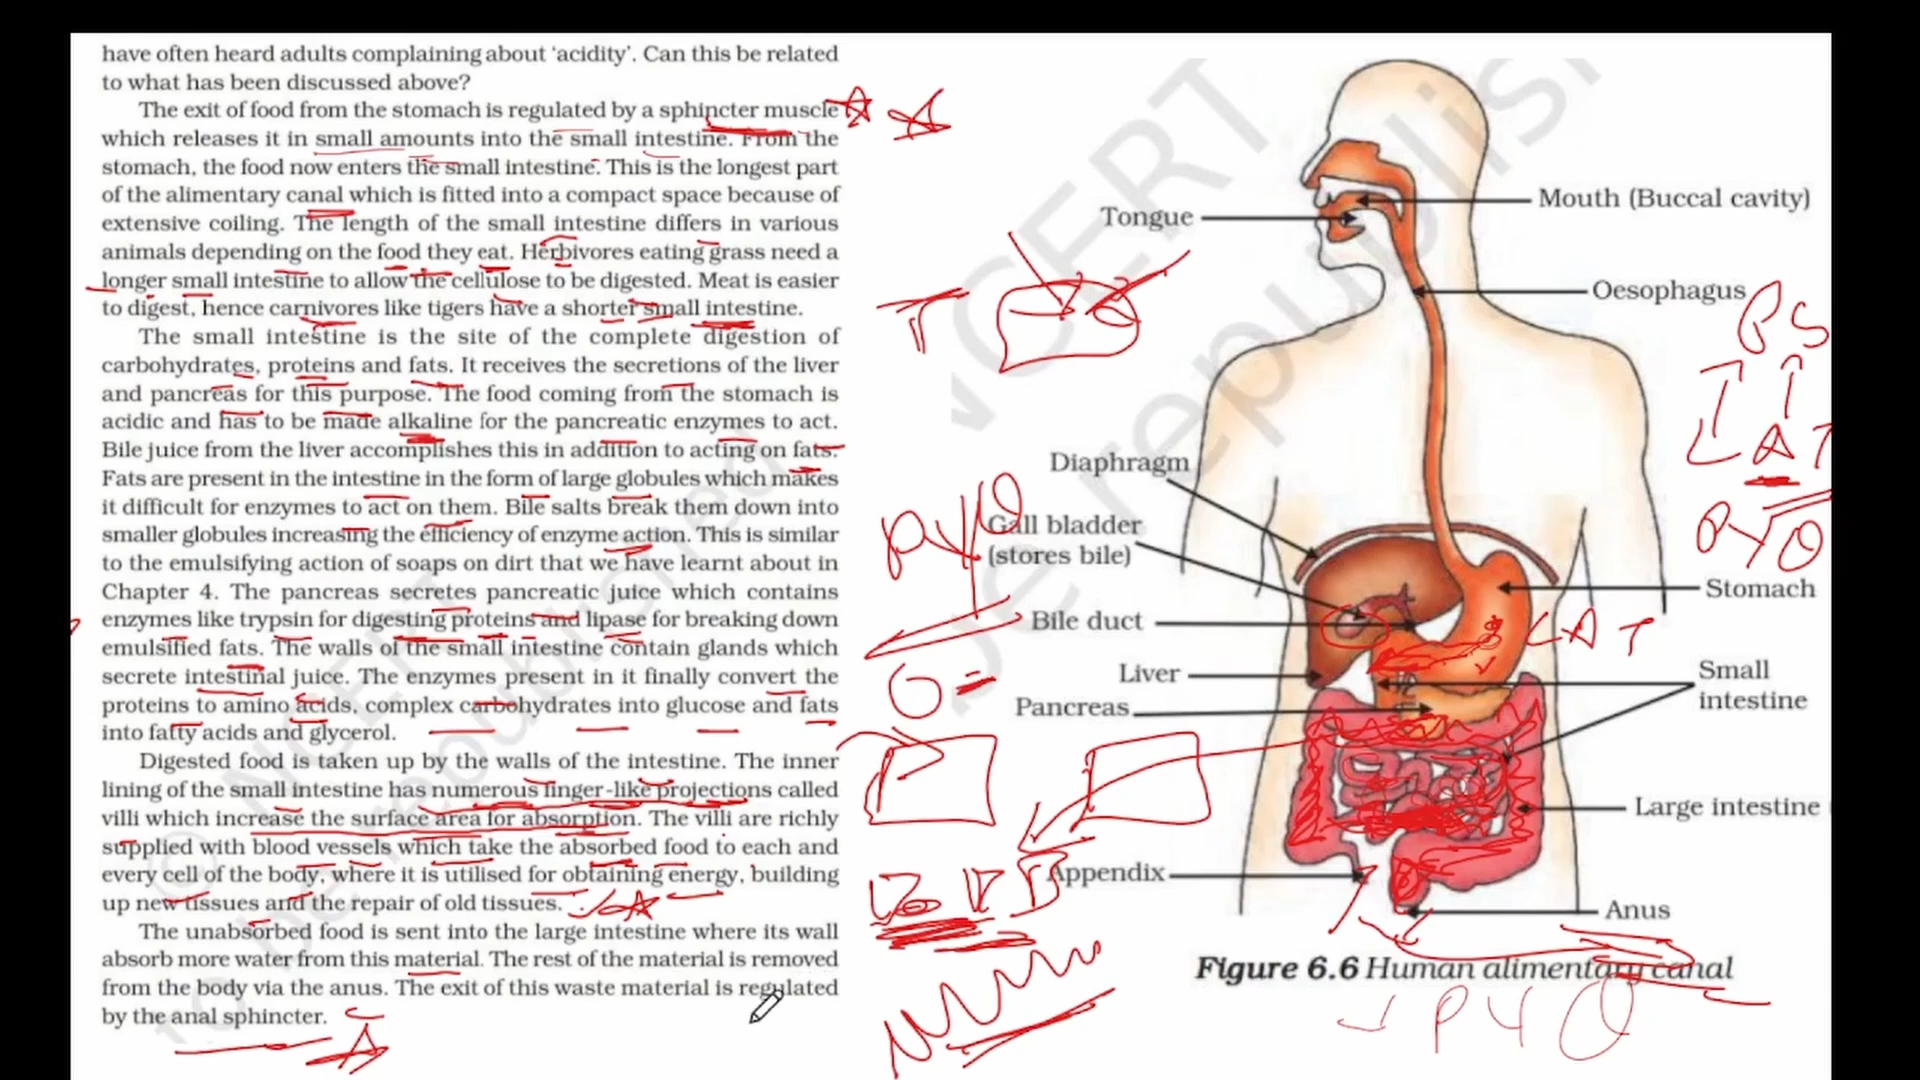 have often heard adults complaining about ‘acidity’. Can this be related
to what has been discussed above?
The exit of food from the stomach is regulated by a sphincter muscle
which releases it in small amounts into the small intestine. From the
stomach, the food now enters the small intestine. This is the longest part
of the alimentary canal which is fitted into a compact space because of
extensive coiling. The length of the small intestine differs in various
animals depending on the food they eat. Herbivores eating grass need a
longer small intestine to allow the cellulose to be digested. Meat is easier
to digest, hence carnivores like tigers have a shorter small intestine.
The small intestine is the site of the complete digestion of
carbohydrates, proteins and fats. It receives the secretions of the liver
and pancreas for this purpose. The food coming from the stomach is
acidic and has to be made alkaline for the pancreatic enzymes to act.
Bile juice from the liver accomplishes this in addition to acting on fats.
Fats are present in the intestine in the form of large globules which makes
it difficult for enzymes to act on them. Bile salts break them down into
smaller globules increasing the efficiency of enzyme action. This is similar
to the emulsifying action of soaps on dirt that we have learnt about in
Chapter 4. The pancreas secretes pancreatic juice which contains
enzymes like trypsin for digesting proteins and lipase for breaking down
emulsified fats. The walls of the small intestine contain glands which
secrete intestinal juice. The enzymes present in it finally convert the
proteins to amino acids, complex carbohydrates into glucose and fats
into fatty acids and glycerol.
Digested food is taken up by the walls of the intestine. The inner
lining of the small intestine has numerous finger-like projections called
villi which increase the surface area for absorption. The villi are richly
supplied with blood vessels which take the absorbed food to each and
every cell of the body, where it is utilised for obtaining energy, building
up new tissues and the repair of old tissues.
The unabsorbed food is sent into the large intestine where its wall
absorb more water from this material. The rest of the material is removed
from the body via the anus. The exit of this waste material is regulated
by the anal sphincter.
Mouth (Buccal cavity)
Tongue
Oesophagus
Diaphragm
Gall bladder
(stores bile)
Stomach
Bile duct
Liver
Small
intestine
Pancreas
Large intestine
Appendix
Anus
Figure 6.6 Human alimentary canal
PYQ
PYQ
LAT
PYQ
© NCERT